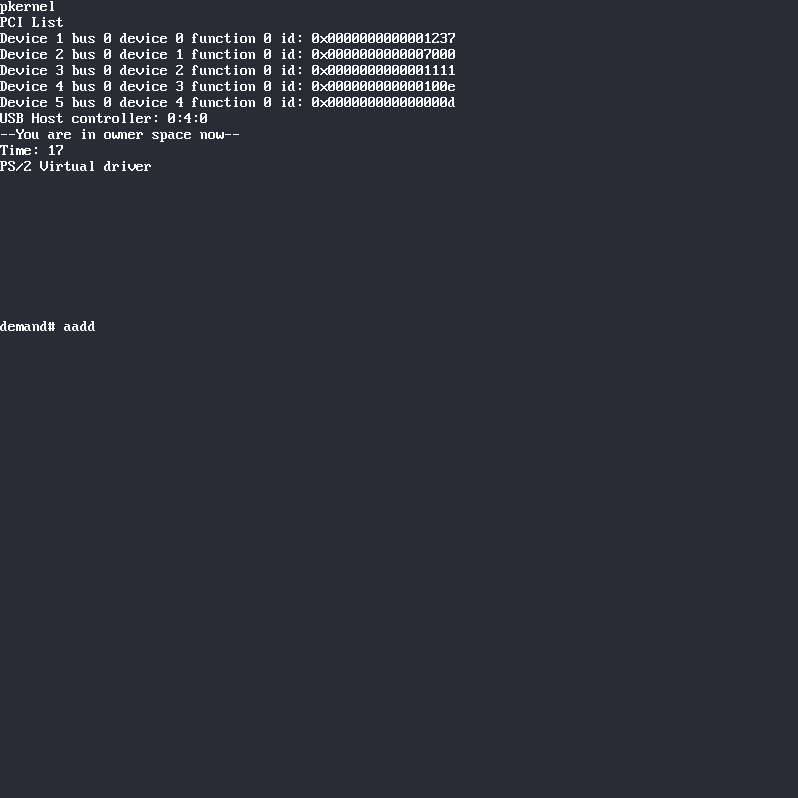 pkernel
PCI List
Device 1 bus 0 device 0 function 0 id: 0x0000000000001237
Device 2 bus 0 device 1 function 0 id: 0x0000000000007000
Device 3 bus 0 device 2 function 0 id: 0x0000000000001111
Device 4 bus 0 device 3 function 0 id: 0x000000000000100e
Device 5 bus 0 device 4 function 0 id: 0x000000000000000d
USB Host controller: 0:4:0
--You are in owner space now--
Time: 17
PS/2 Virtual driver
demand# aadd